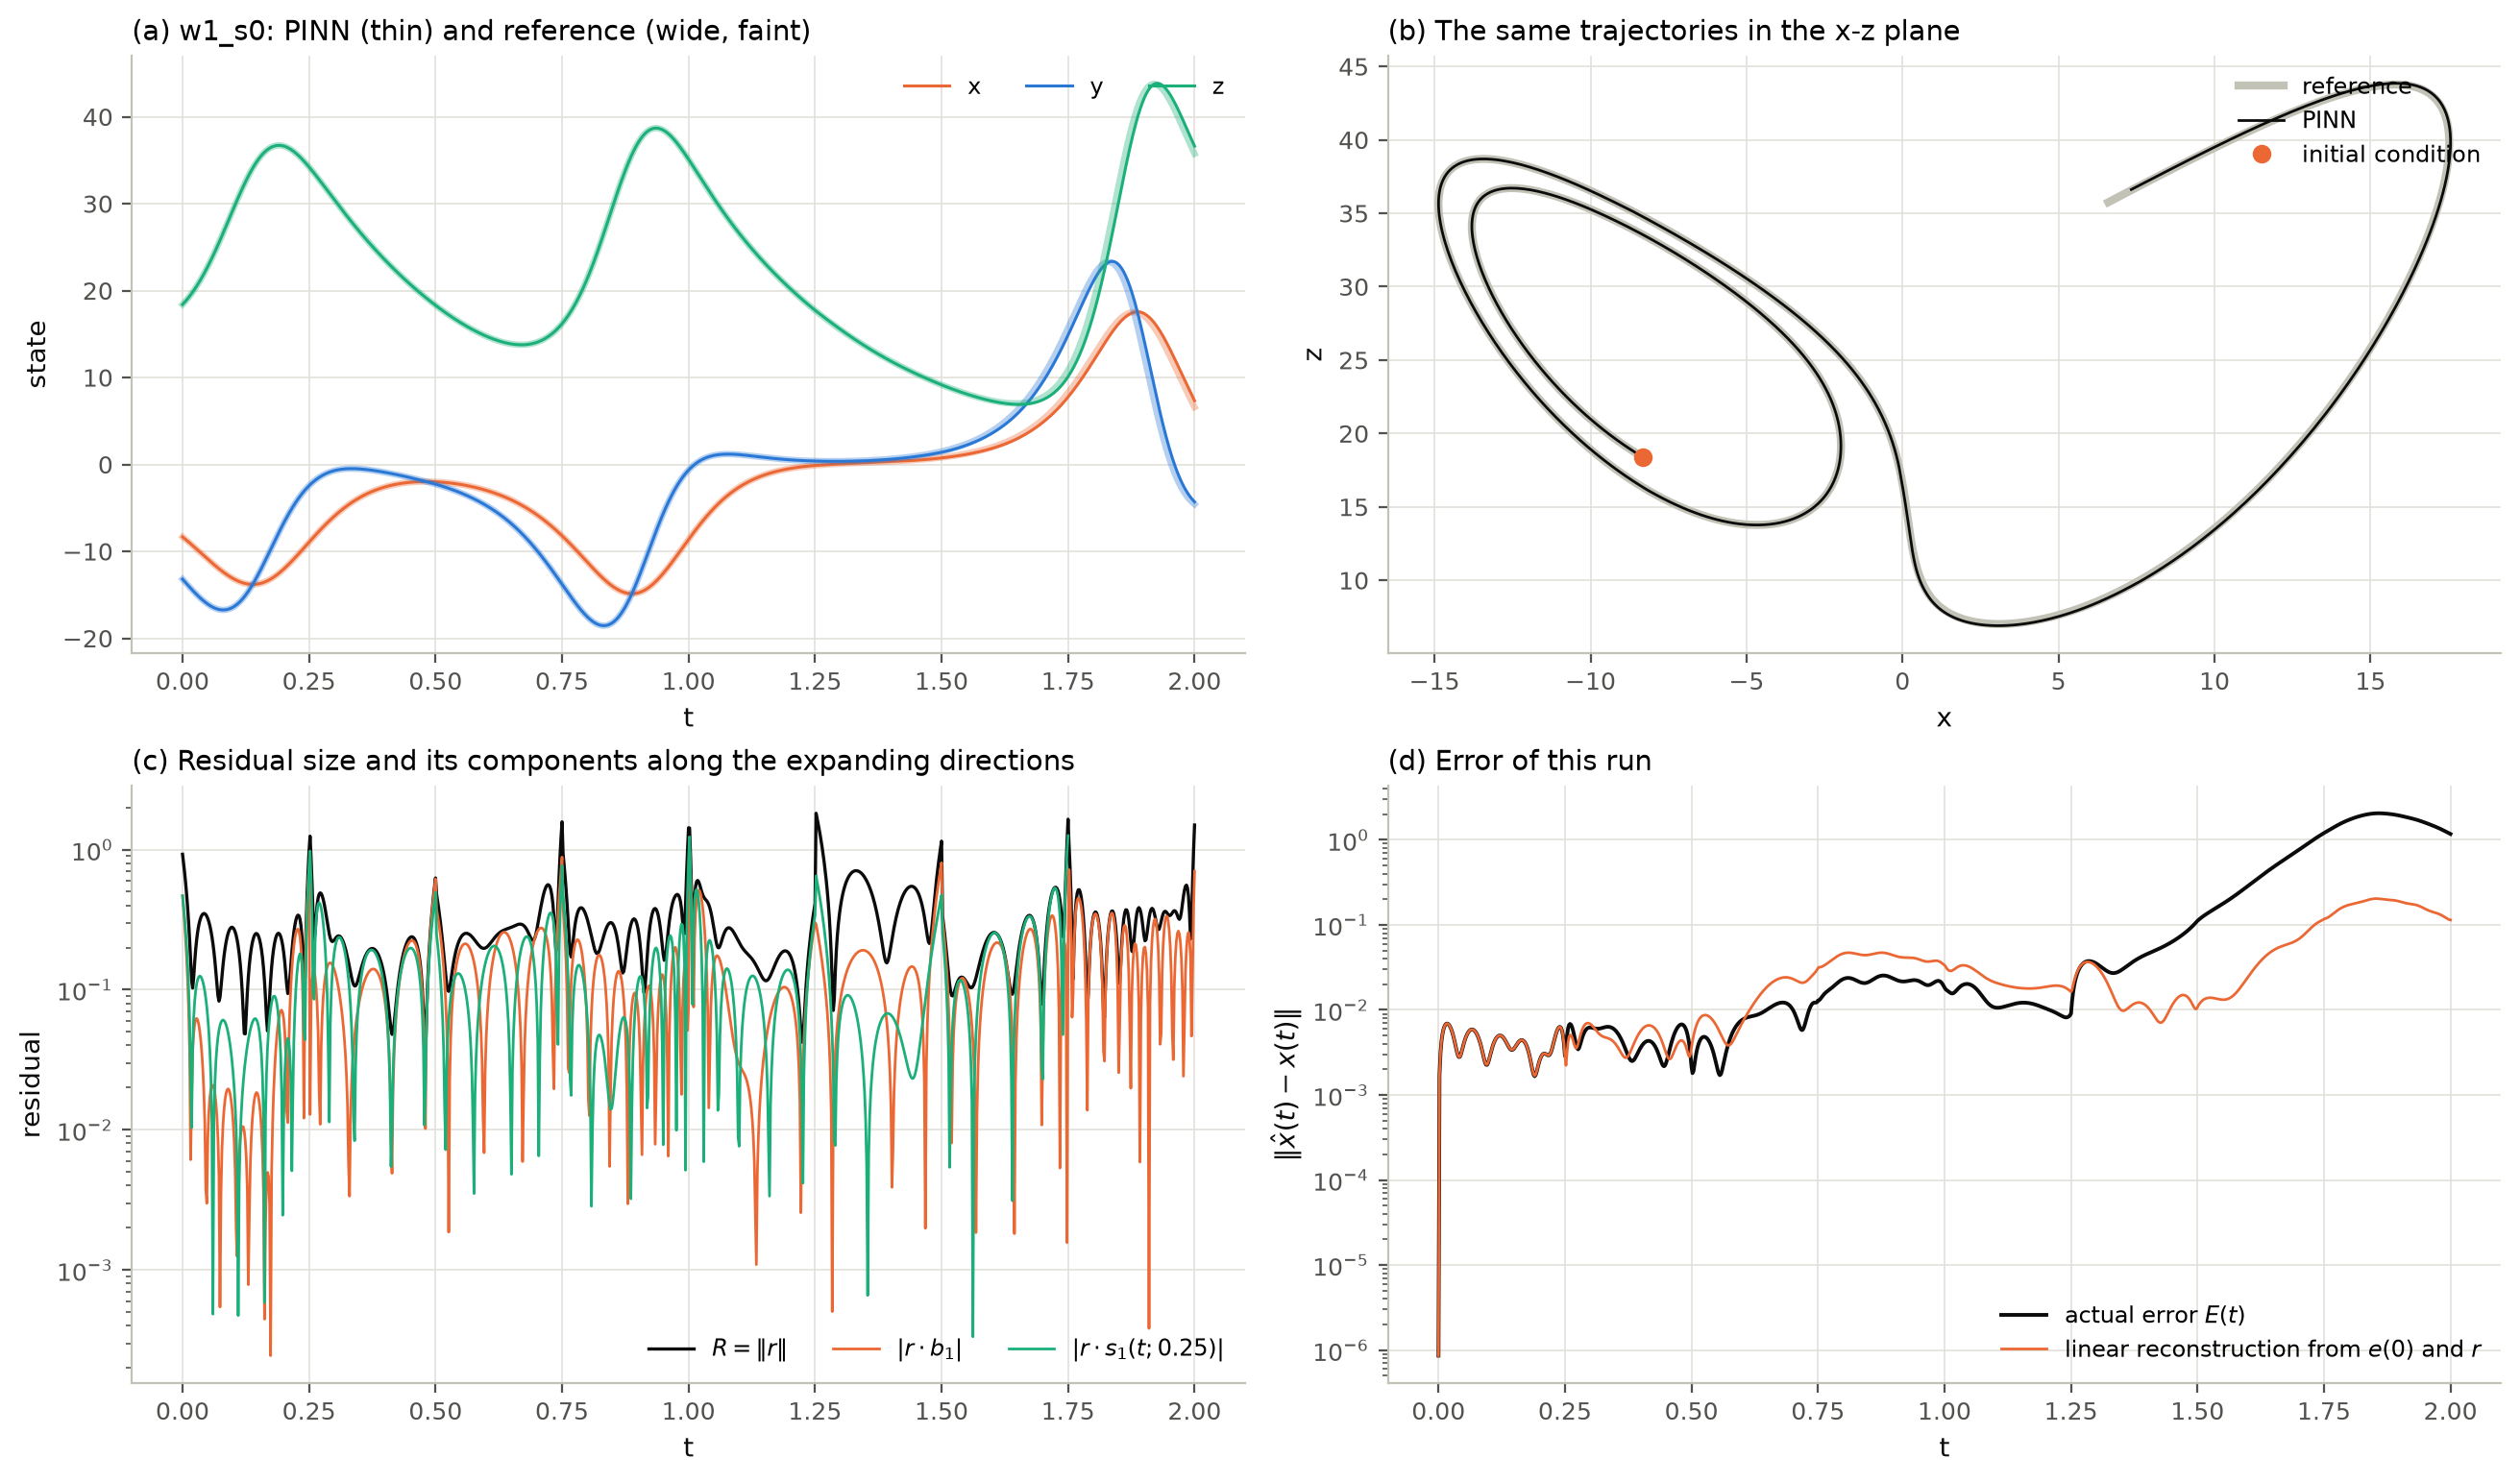 (a) w1_s0: PINN (thin) and reference (wide, faint)
x
y
z
40
30
20
10
0
−10
−20
state
0.00 0.25 0.50 0.75 1.00 1.25 1.50 1.75 2.00
t
(b) The same trajectories in the x-z plane
reference
PINN
initial condition
45
40
35
30
25
20
15
10
z
−15 −10 −5 0 5 10 15
x
(c) Residual size and its components along the expanding directions
10⁰
10⁻¹
10⁻²
10⁻³
residual
R = ‖r‖
|r · b₁|
|r · s₁(t; 0.25)|
0.00 0.25 0.50 0.75 1.00 1.25 1.50 1.75 2.00
t
(d) Error of this run
10⁰
10⁻¹
10⁻²
10⁻³
10⁻⁴
10⁻⁵
10⁻⁶
‖x̂(t) − x(t)‖
actual error E(t)
linear reconstruction from e(0) and r
0.00 0.25 0.50 0.75 1.00 1.25 1.50 1.75 2.00
t